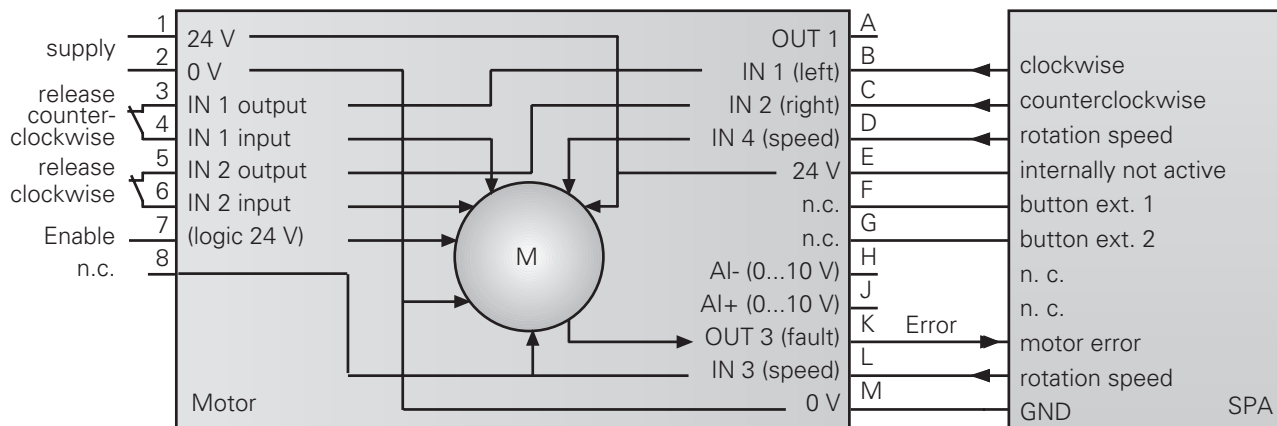 supply
release
counter-
clockwise
release
clockwise
Enable
n.c.
1
2
3
4
5
6
7
8
24 V
0 V
IN 1 output
IN 1 input
IN 2 output
IN 2 input
(logic 24 V)
Motor
M
OUT 1
IN 1 (left)
IN 2 (right)
IN 4 (speed)
24 V
n.c.
n.c.
AI- (0...10 V)
AI+ (0...10 V)
OUT 3 (fault)
IN 3 (speed)
0 V
A
B
C
D
E
F
G
H
J
K
L
M
Error
clockwise
counterclockwise
rotation speed
internally not active
button ext. 1
button ext. 2
n. c.
n. c.
motor error
rotation speed
GND
SPA